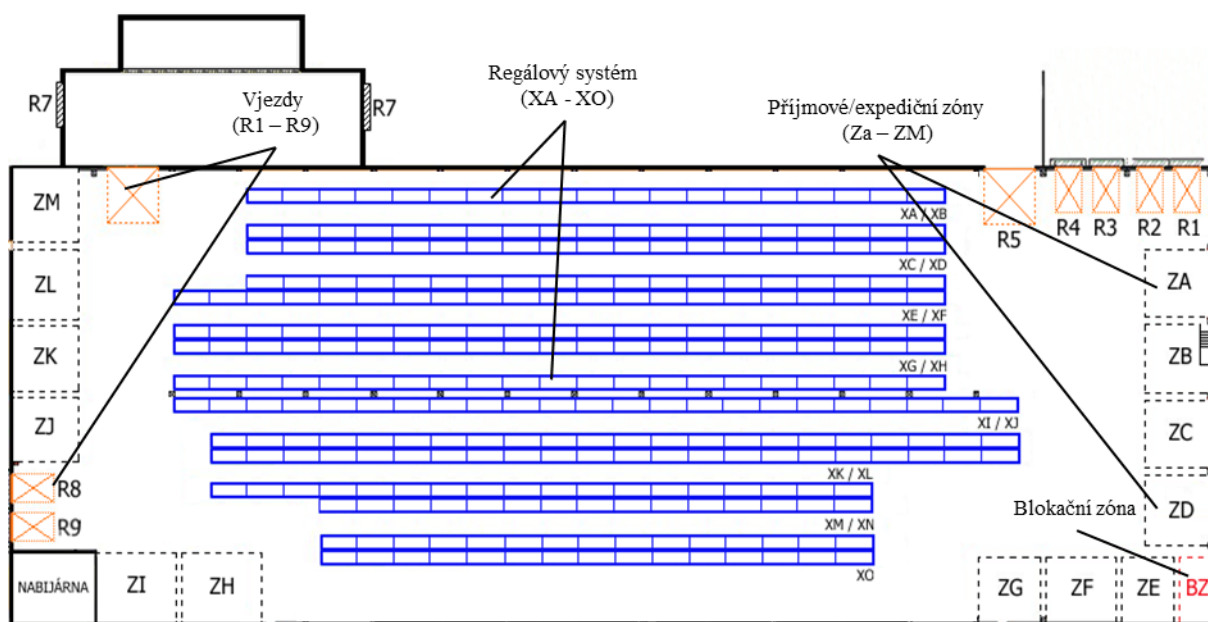 Regálový systém
(XA - XO)
Vjezdy
(R1 – R9)
Příjmové/expediční zóny
(Za – ZM)
R7
R7
ZM
XA / XB
R5
R4
R3
R2
R1
ZL
XC / XD
ZA
XE / XF
ZK
ZB
XG / XH
ZJ
XI / XJ
ZC
R8
XK / XL
R9
XM / XN
Blokační zóna
ZD
XO
NABIJÁRNA
ZI
ZH
ZG
ZF
ZE
BZ